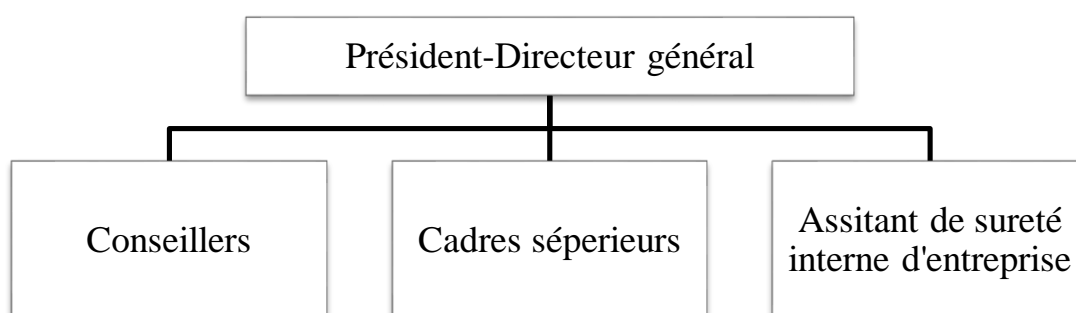 Président-Directeur général
Conseillers
Cadres séperieurs
Assitant de sureté
interne d'entreprise